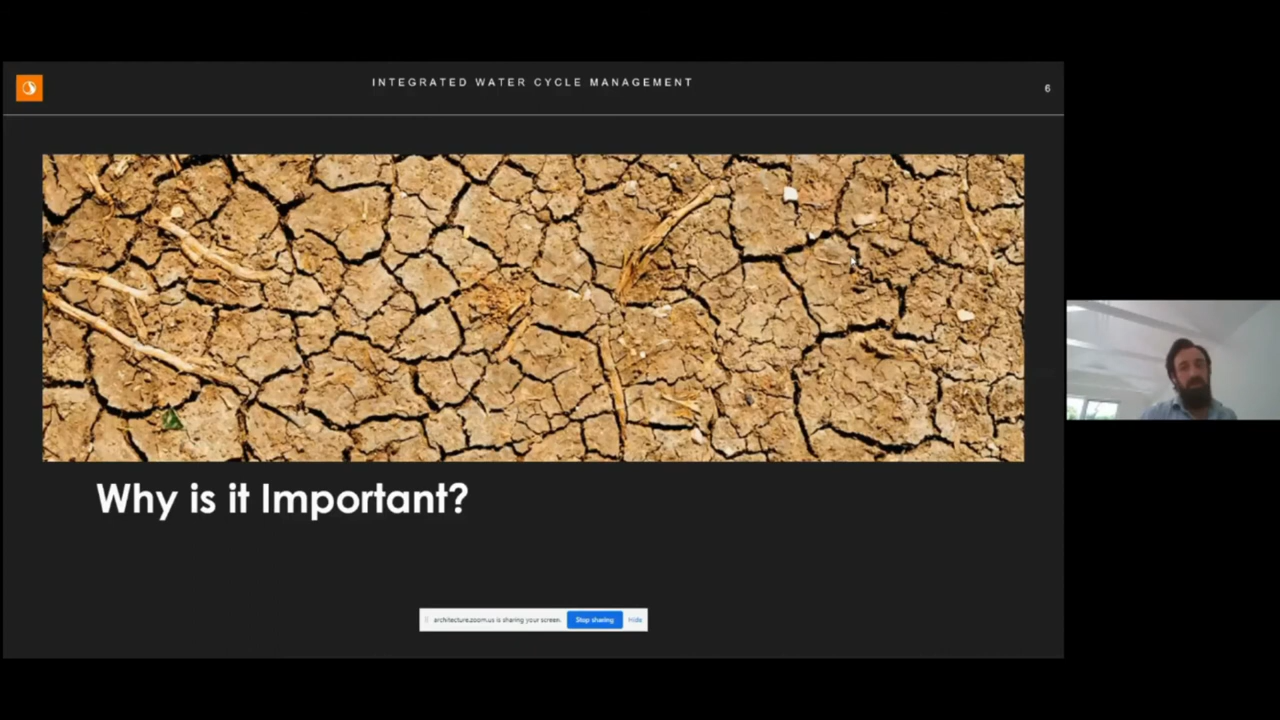 INTEGRATED WATER CYCLE MANAGEMENT
6
Why is it Important?
architecture.zoom.us is sharing your screen. Stop sharing Hide